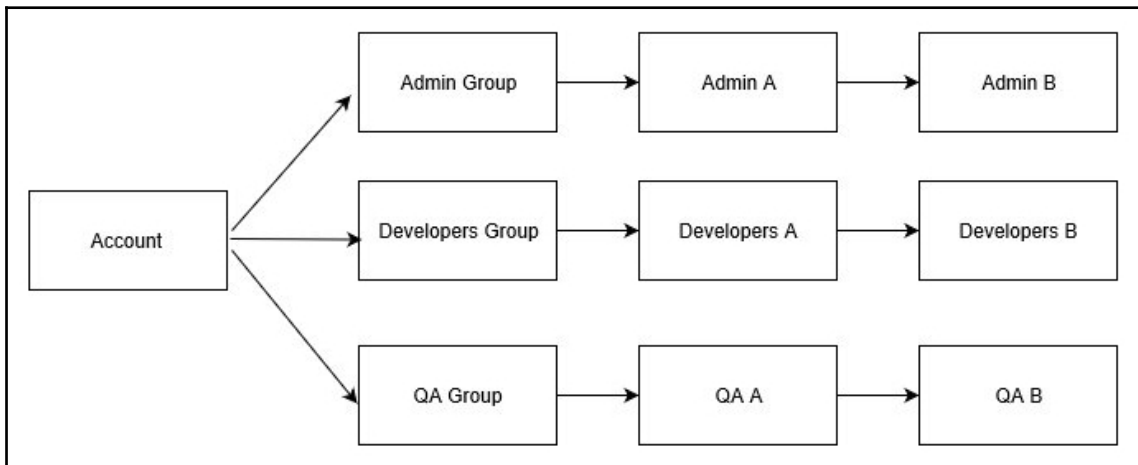 Admin Group
Admin A
Admin B
Account
Developers Group
Developers A
Developers B
QA Group
QA A
QA B